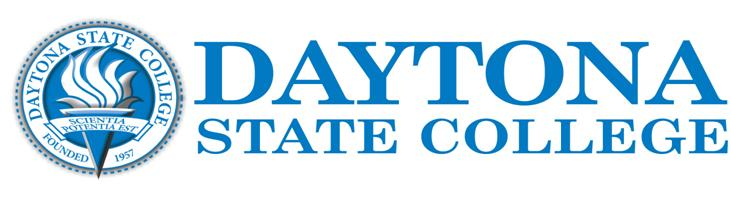 DAYTONA STATE COLLEGE
SCIENTIA
POTENTIA EST
FOUNDED 1957
DAYTONA
STATE COLLEGE